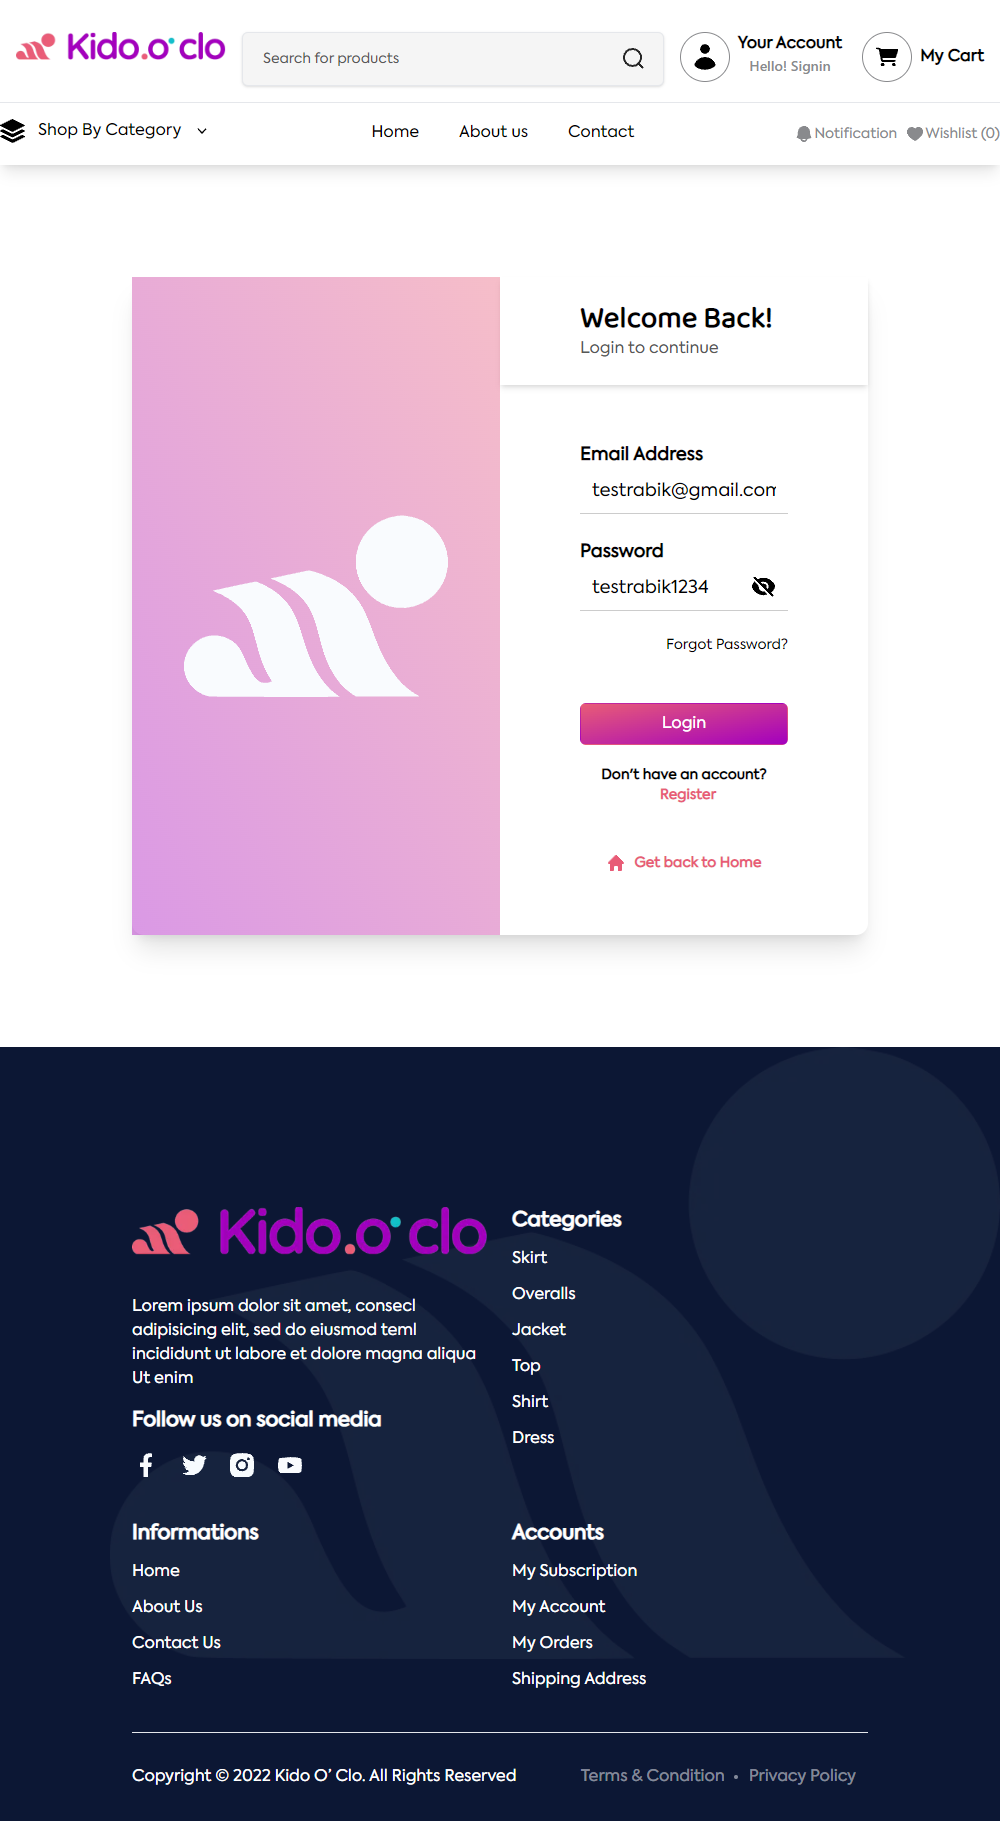 Kido.o' clo
Search for products
Your Account
Hello! Signin
My Cart
Shop By Category
Home
About us
Contact
Notification
Wishlist (0)
Welcome Back!
Login to continue
Email Address
testrabik@gmail.com
Password
testrabik1234
Forgot Password?
Login
Don't have an account?
Register
Get back to Home
Kido.o' clo
Lorem ipsum dolor sit amet, consecl
adipisicing elit, sed do eiusmod teml
incididunt ut labore et dolore magna aliqua
Ut enim
Follow us on social media
Categories
Skirt
Overalls
Jacket
Top
Shirt
Dress
Informations
Home
About Us
Contact Us
FAQs
Accounts
My Subscription
My Account
My Orders
Shipping Address
Copyright © 2022 Kido O’ Clo. All Rights Reserved
Terms & Condition • Privacy Policy